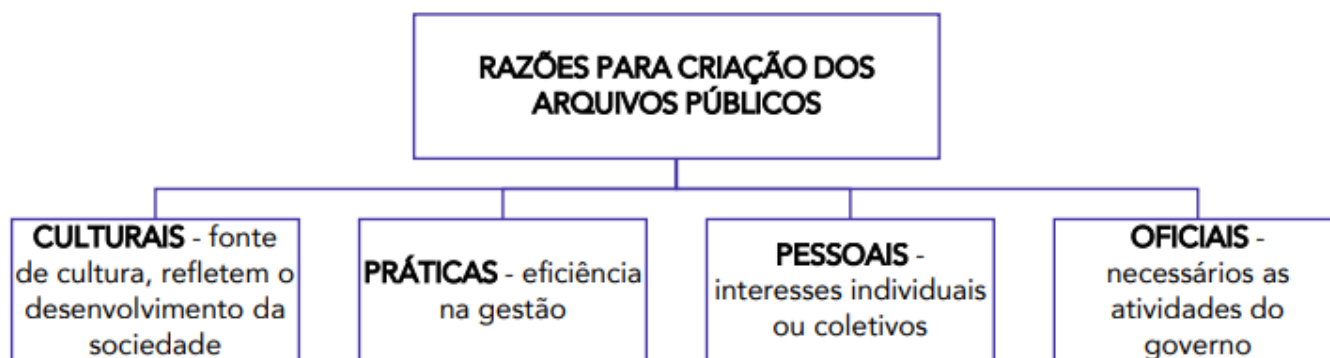 RAZÕES PARA CRIAÇÃO DOS
ARQUIVOS PÚBLICOS
CULTURAIS - fonte
de cultura, refletem o
desenvolvimento da
sociedade
PRÁTICAS - eficiência
na gestão
PESSOAIS -
interesses individuais
ou coletivos
OFICIAIS -
necessários as
atividades do
governo